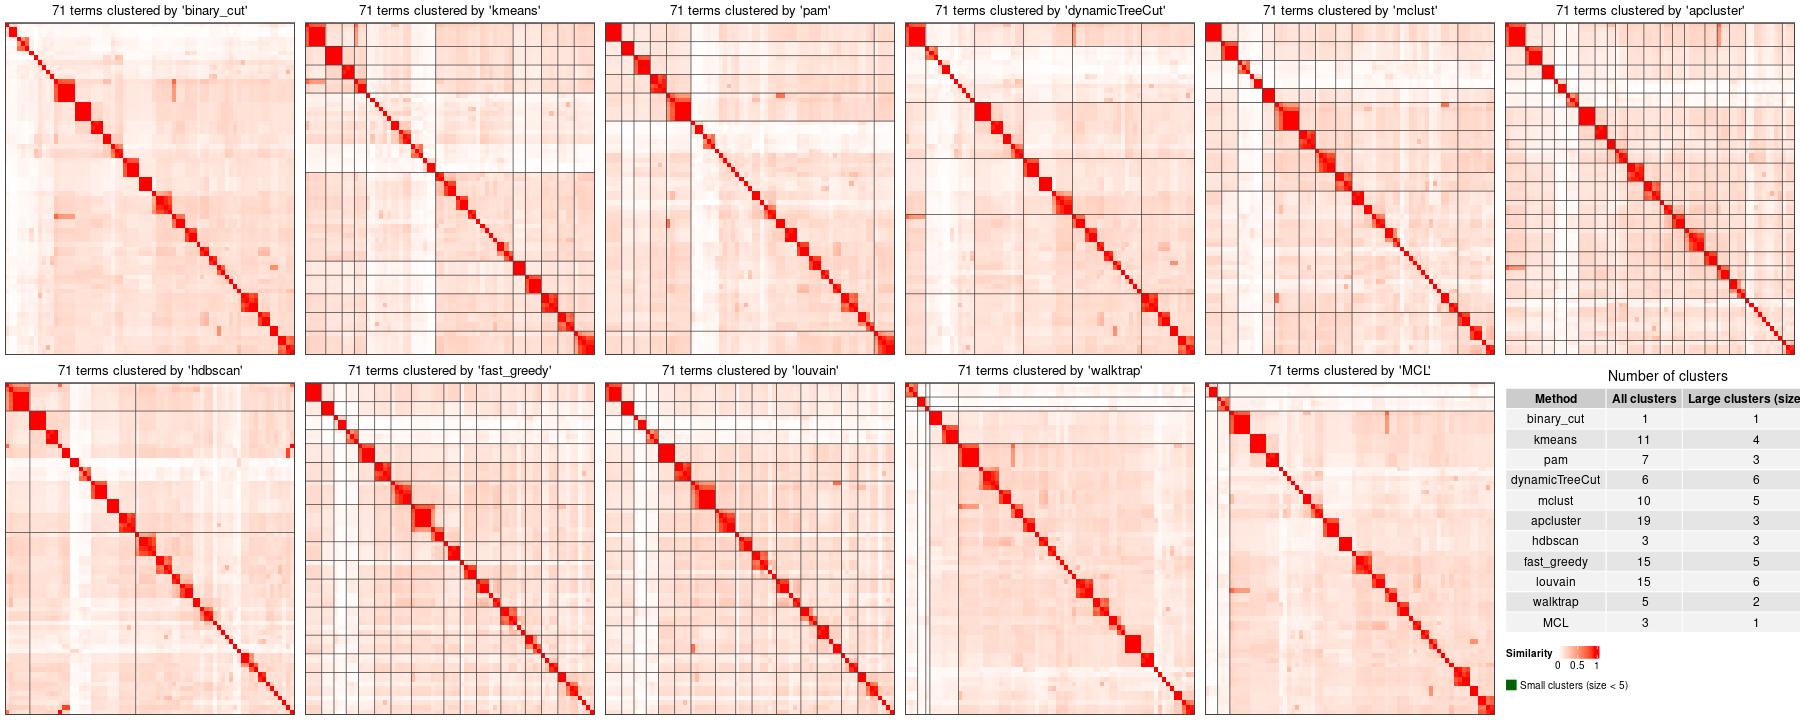 71 terms clustered by 'binary_cut'
71 terms clustered by 'kmeans'
71 terms clustered by 'pam'
71 terms clustered by 'dynamicTreeCut'
71 terms clustered by 'mclust'
71 terms clustered by 'apcluster'
71 terms clustered by 'hdbscan'
71 terms clustered by 'fast_greedy'
71 terms clustered by 'louvain'
71 terms clustered by 'walktrap'
71 terms clustered by 'MCL'
Number of clusters
Method All clusters Large clusters (size
binary_cut 1 1
kmeans 11 4
pam 7 3
dynamicTreeCut 6 6
mclust 10 5
apcluster 19 3
hdbscan 3 3
fast_greedy 15 5
louvain 15 6
walktrap 5 2
MCL 3 1
Similarity
0 0.5 1
Small clusters (size < 5)